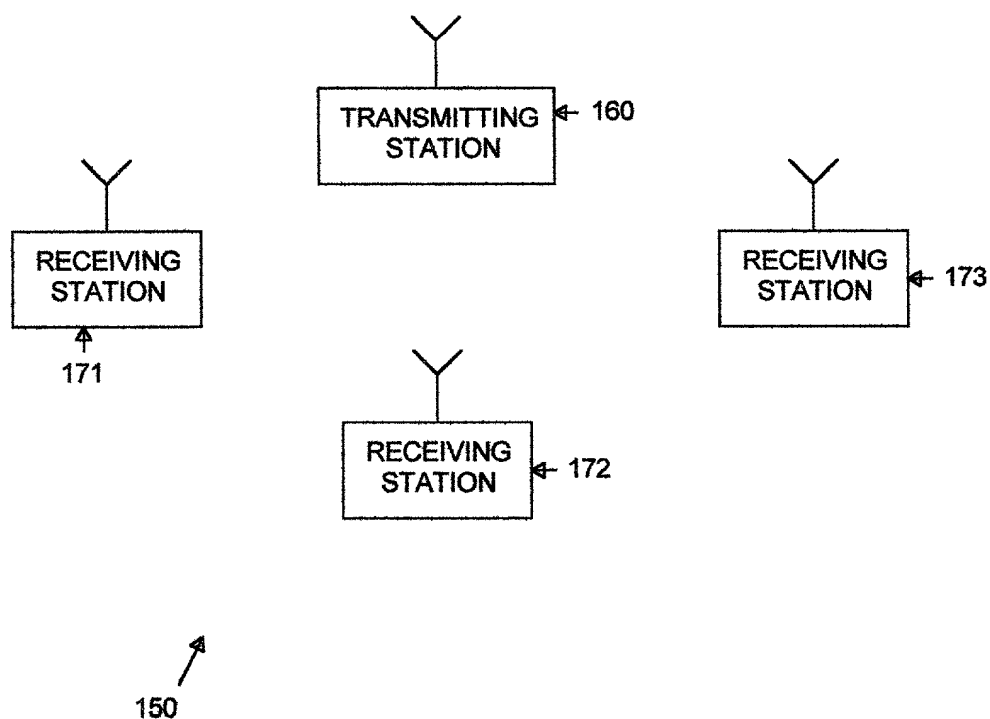 TRANSMITTING
STATION
160
RECEIVING
STATION
171
RECEIVING
STATION
173
RECEIVING
STATION
172
150